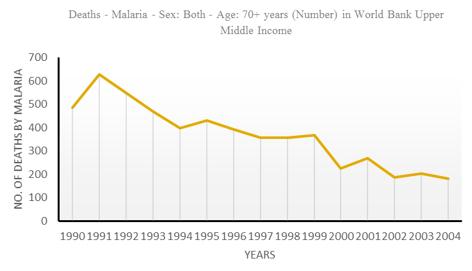 Deaths - Malaria - Sex: Both - Age: 70+ years (Number) in World Bank Upper
Middle Income
700
600
500
400
300
200
100
0
NO. OF DEATHS BY MALARIA
1990 1991 1992 1993 1994 1995 1996 1997 1998 1999 2000 2001 2002 2003 2004
YEARS